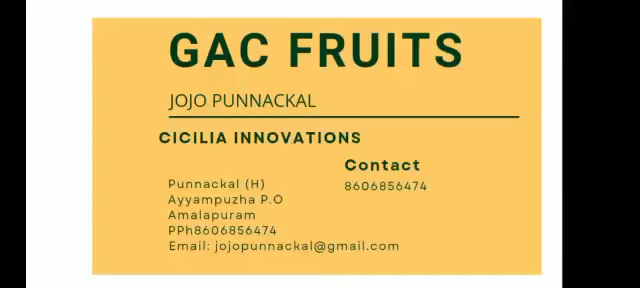 GAC FRUITS
JOJO PUNNACKAL
CICILIA INNOVATIONS
Contact
8606856474
Punnackal (H)
Ayyampuzha P.O
Amalapuram
PPh8606856474
Email: jojopunnackal@gmail.com